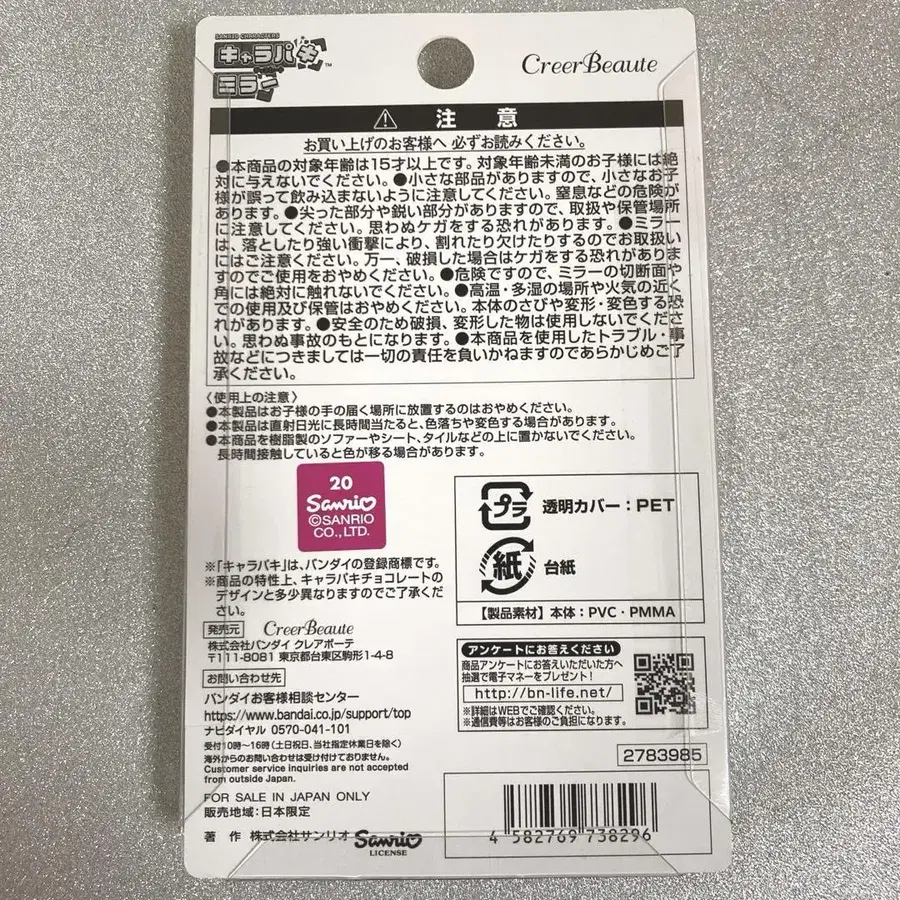 SANRIO CHARACTERS
キャラパキ™
ミラー
CreerBeaute
⚠ 注 意
お買い上げのお客様へ 必ずお読みください。
●本商品の対象年齢は15才以上です。対象年齢未満のお子様には絶
対に与えないでください。●小さな部品がありますので、小さなお子
様が誤って飲み込まないように注意してください。窒息などの危険が
あります。●尖った部分や鋭い部分がありますので、取扱や保管場所
に注意してください。思わぬケガをする恐れがあります。●ミラー
は、落としたり強い衝撃により、割れたり欠けたりするのでお取扱い
にはご注意ください。万一、破損した場合はケガをする恐れがありま
すのでご使用をおやめください。●危険ですので、ミラーの切断面や
角には絶対に触れないでください。●高温・多湿の場所や火気の近く
での使用及び保管はおやめください。本体のさびや変形・変色する恐
れがあります。●安全のため破損、変形した物は使用しないでくださ
い。思わぬ事故のもとになります。●本商品を使用したトラブル・事
故などにつきましては一切の責任を負いかねますのであらかじめご了
承ください。
〈使用上の注意〉
●本製品はお子様の手の届く場所に放置するのはおやめください。
●本製品は直射日光に長時間当たると、色落ちや変色する場合があります。
●本商品を樹脂製のソファーやシート、タイルなどの上に置かないでください。
長時間接触していると色が移る場合があります。
20
Sanrio
©SANRIO
CO.,LTD.
プラ 透明カバー：PET
紙 台紙
【製品素材】本体：PVC・PMMA
※「キャラパキ」は、バンダイの登録商標です。
※商品の特性上、キャラパキチョコレートの
デザインと多少異なりますのでご了承くださ
い。
発売元 CreerBeaute
株式会社バンダイ クレアボーテ
〒111-8081 東京都台東区駒形1-4-8
お問い合わせ先
バンダイお客様相談センター
https://www.bandai.co.jp/support/top
ナビダイヤル 0570-041-101
受付10時～16時(土日祝日、当社指定休業日を除く)
海外からのお問い合わせは受け付けておりません。
Customer service inquiries are not accepted
from outside Japan.
FOR SALE IN JAPAN ONLY
販売地域：日本限定
著 作 株式会社サンリオ Sanrio
LICENSE
アンケートにお答えください
商品アンケートにお答えいただいた方へ
抽選で電子マネーをプレゼント！
http://bn-life.net/
※詳細はWEBでご確認ください。
※通信費等はお客様のご負担になります。
2783985
4 582769 738296